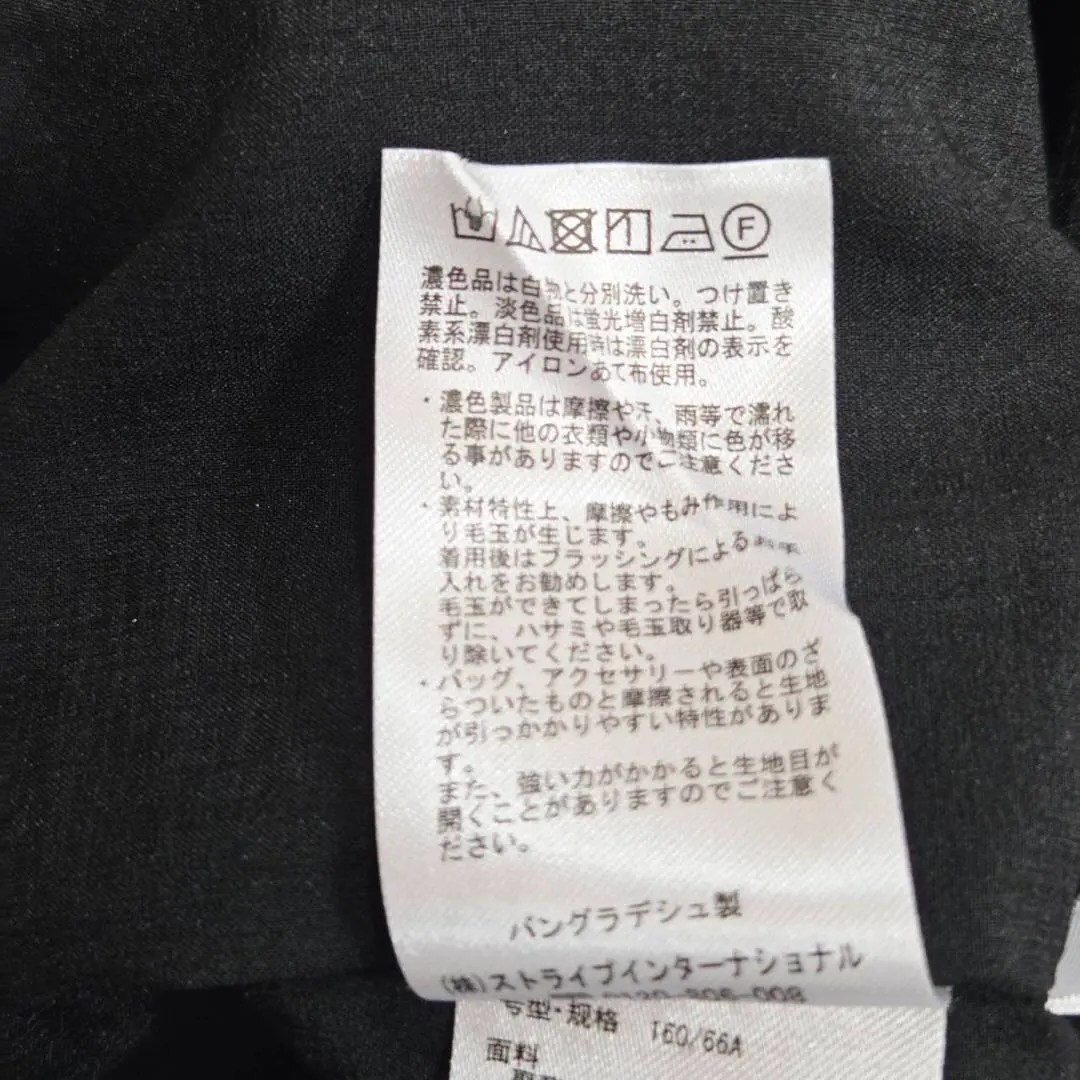 F
濃色品は白物と分別洗い。つけ置き
禁止。淡色品は蛍光増白剤禁止。酸
素系漂白剤使用時は漂白剤の表示を
確認。アイロンあて布使用。
・濃色製品は摩擦や汗、雨等で濡れ
た際に他の衣類や小物類に色が移
る事がありますのでご注意くださ
い。
・素材特性上、摩擦やもみ作用によ
り毛玉が生じます。
着用後はブラッシングによるお手
入れをお勧めします。
毛玉ができてしまったら引っぱら
ずに、ハサミや毛玉取り器等で取
り除いてください。
・バッグ、アクセサリーや表面のざ
らついたものと摩擦されると生地
が引っかかりやすい特性がありま
す。
また、強い力がかかると生地目が
開くことがありますのでご注意く
ださい。
バングラデシュ製
(株)ストライプインターナショナル
号型·规格 160/66A
面料